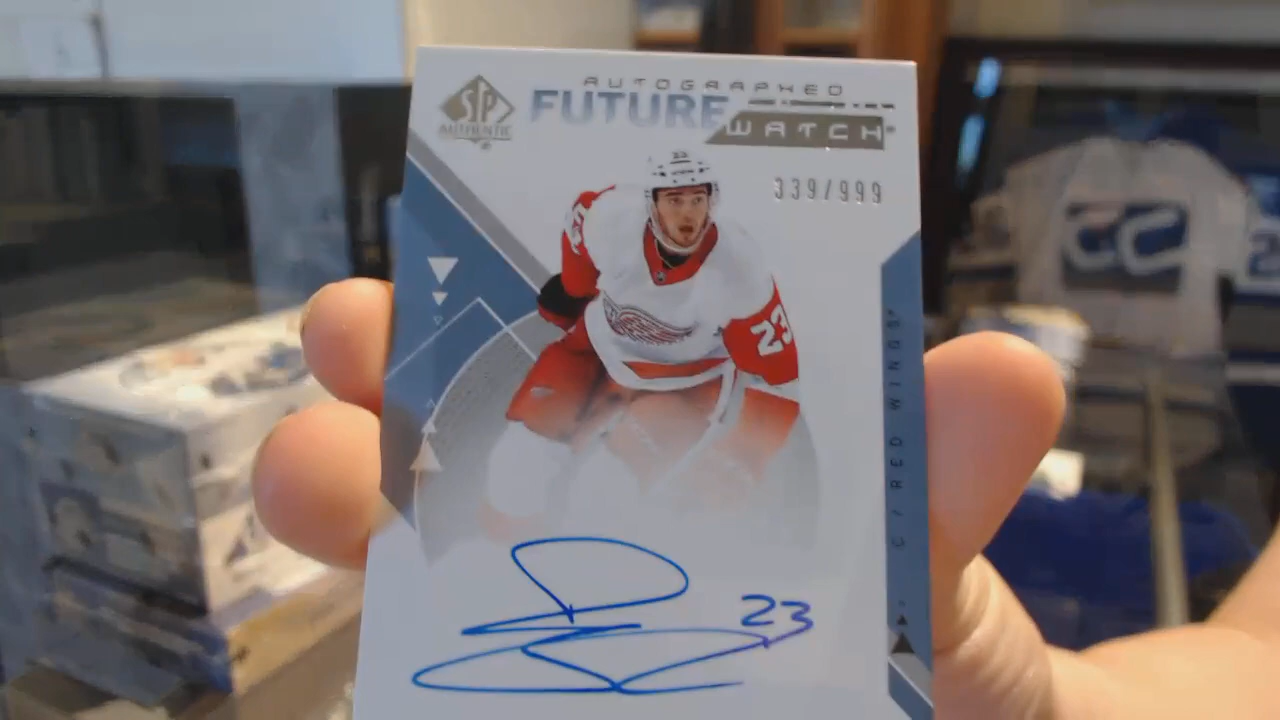 AUTOGRAPHED
FUTURE
WATCH
SP
AUTHENTIC
339/999
23
C / RED WINGS
23